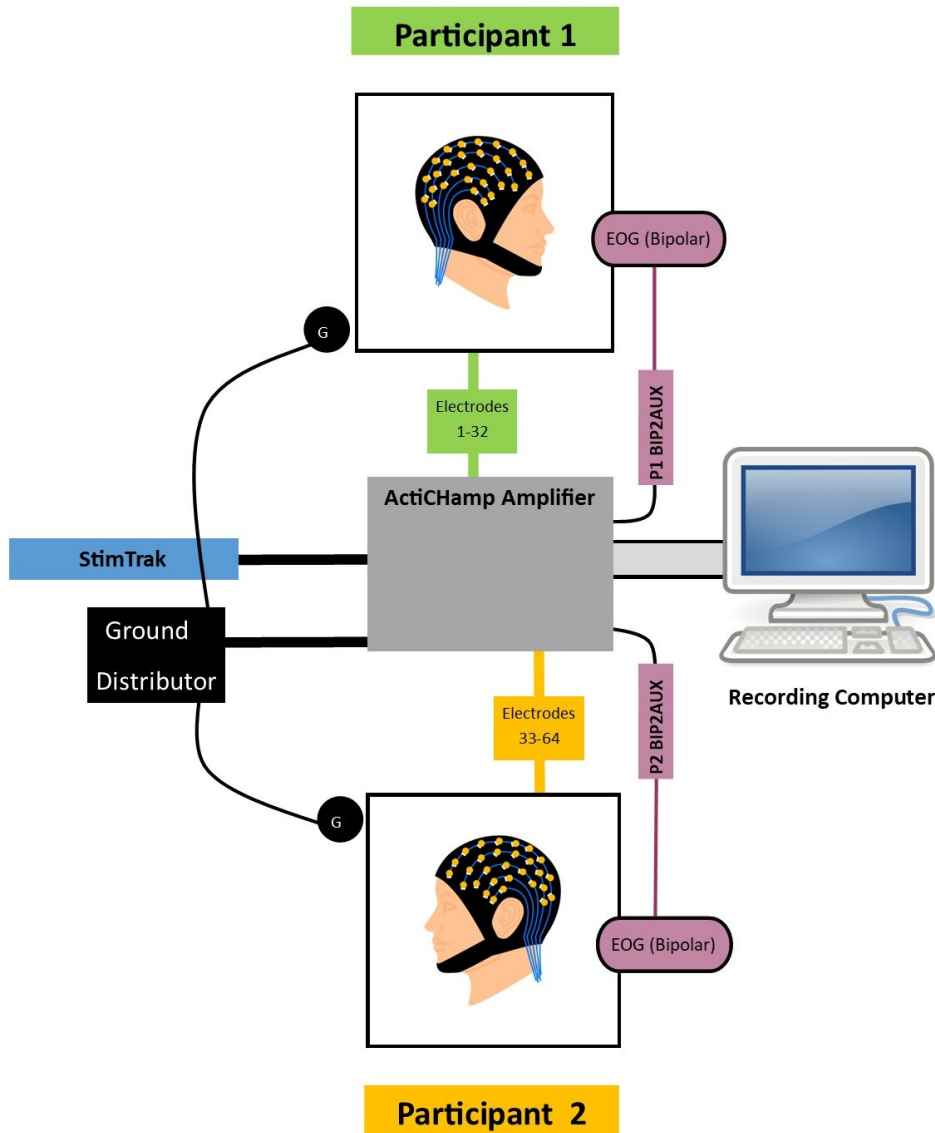 Participant 1
EOG (Bipolar)
G
Electrodes
1-32
P1 BIP2AUX
ActiCHamp Amplifier
StimTrak
Ground
Distributor
Recording Computer
Electrodes
33-64
P2 BIP2AUX
G
EOG (Bipolar)
Participant 2